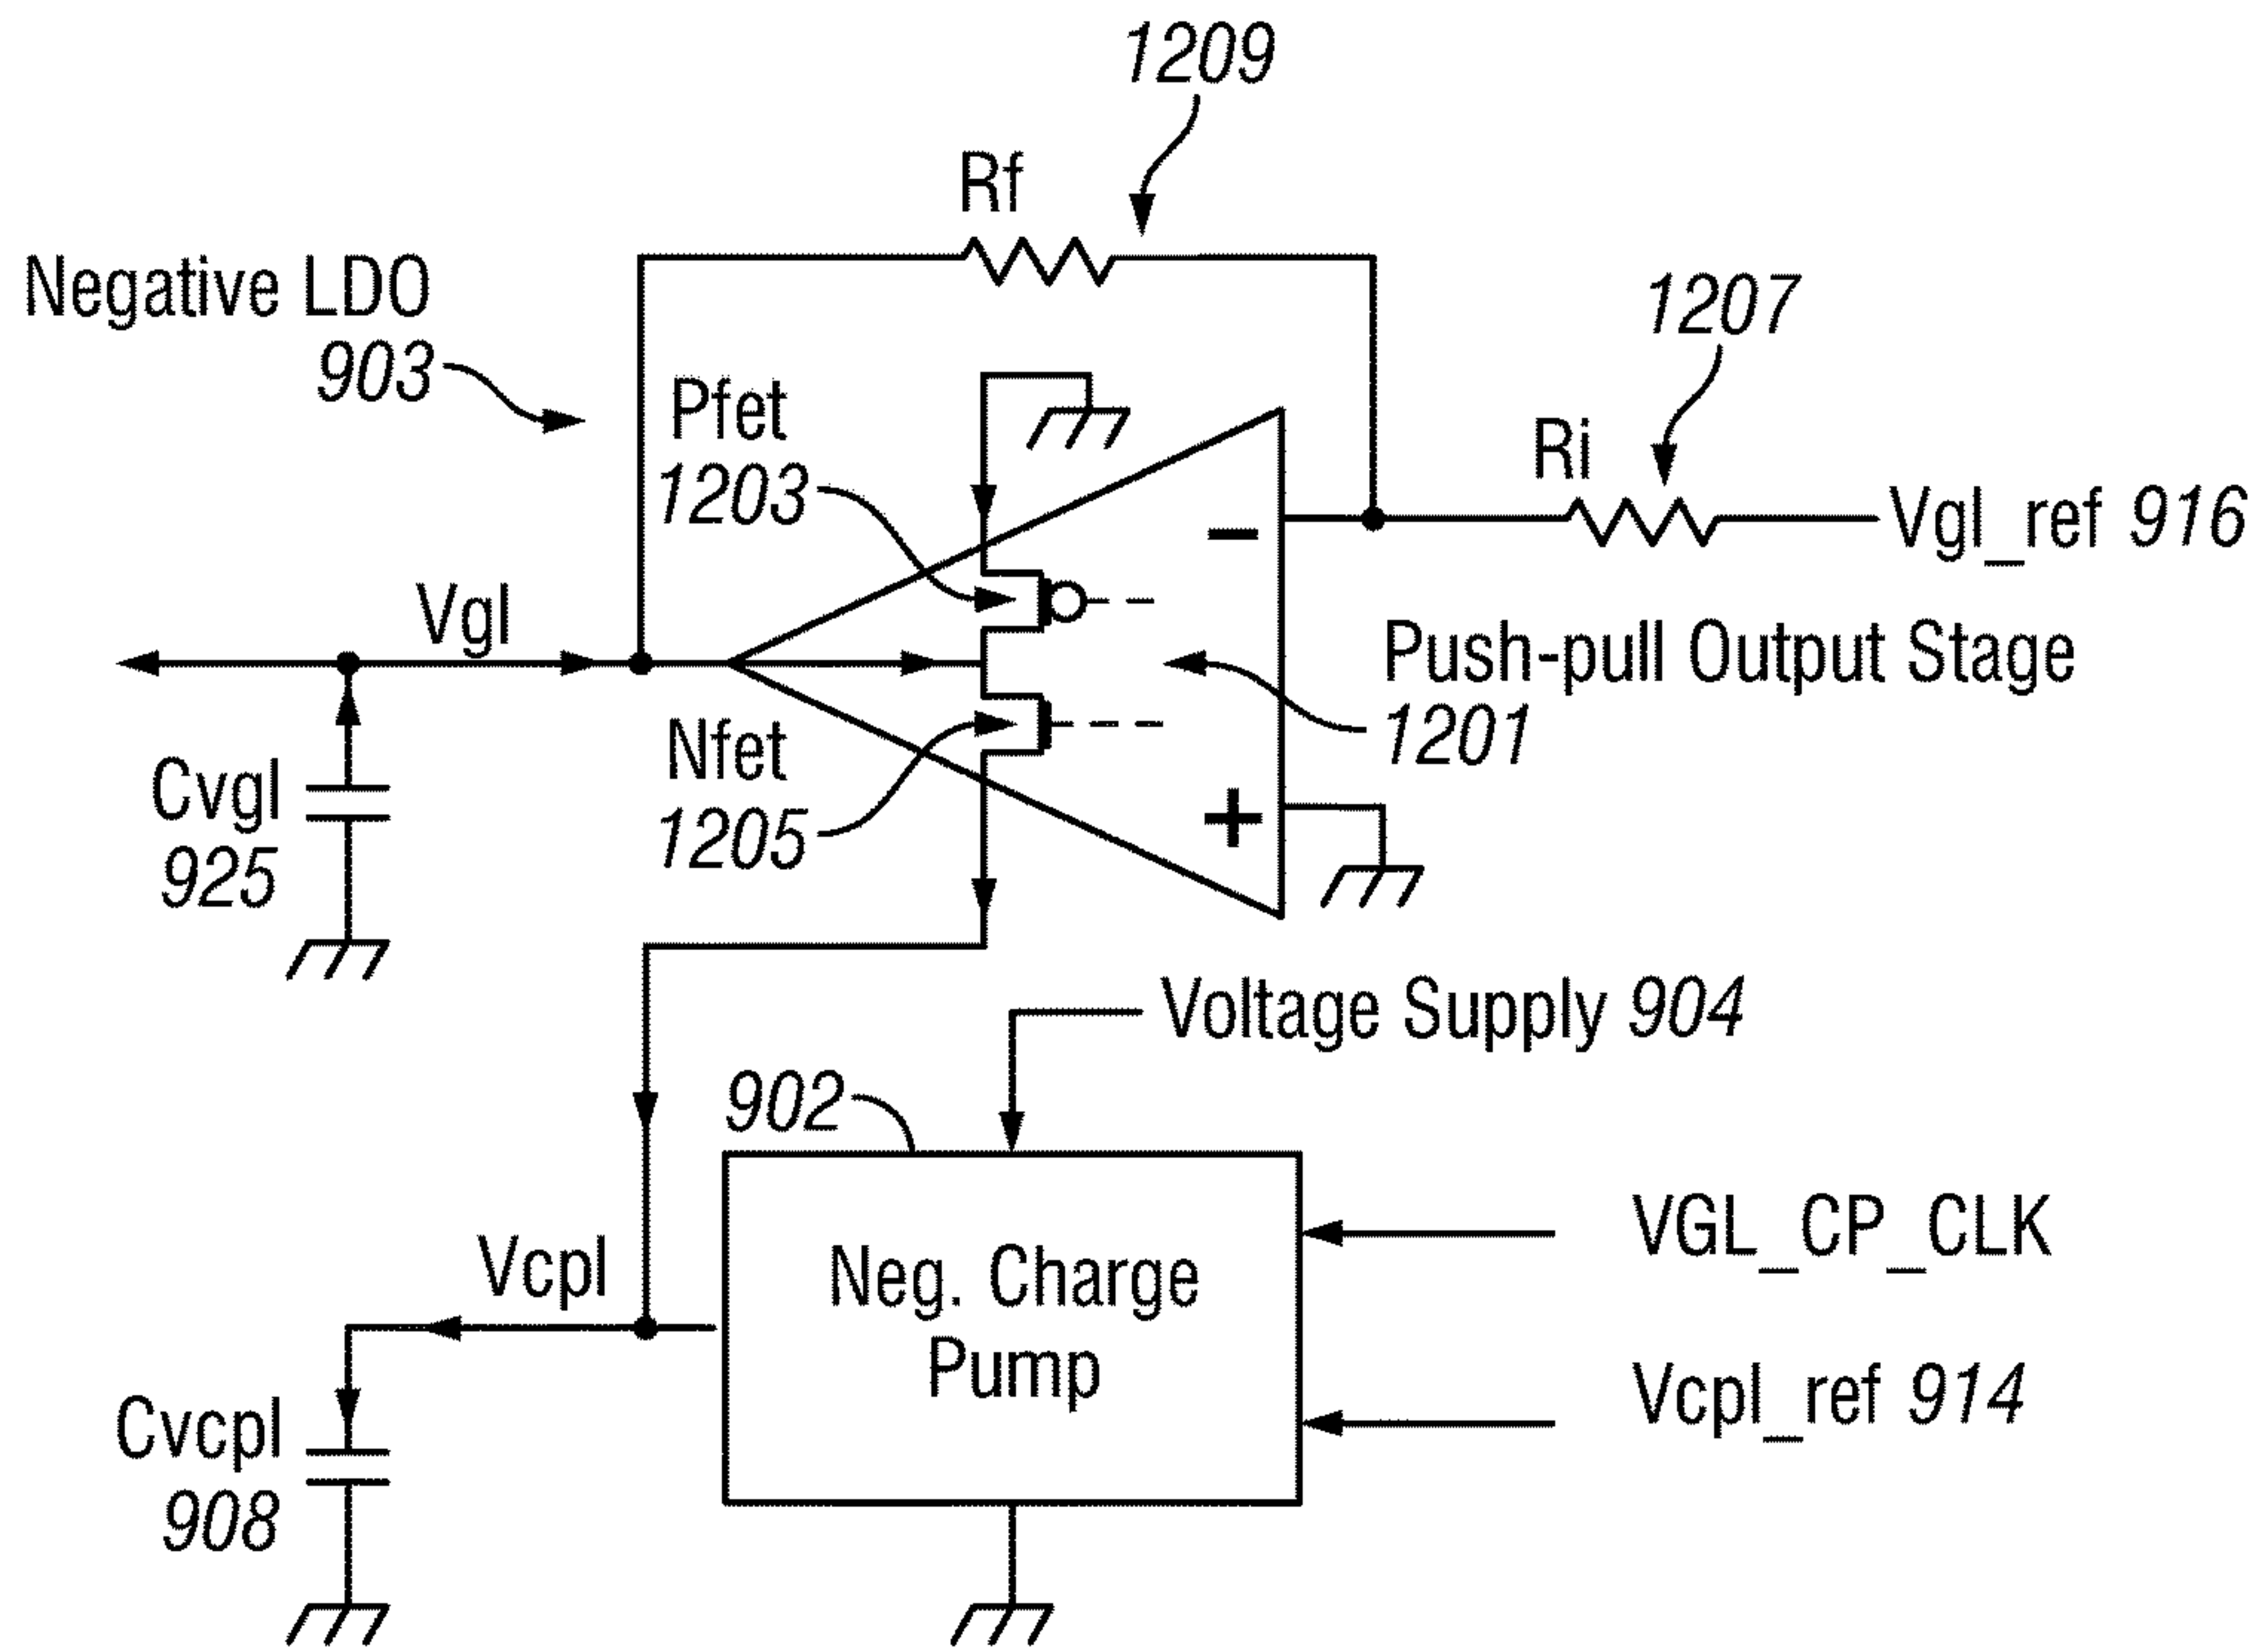 1209
Rf
Negative LDO
903
1207
Pfet
1203
Ri
Vgl_ref 916
−
Vgl
Push-pull Output Stage
1201
Nfet
1205
Cvgl
925
+
Voltage Supply 904
902
VGL_CP_CLK
Vcpl
Neg. Charge
Pump
Vcpl_ref 914
Cvcpl
908